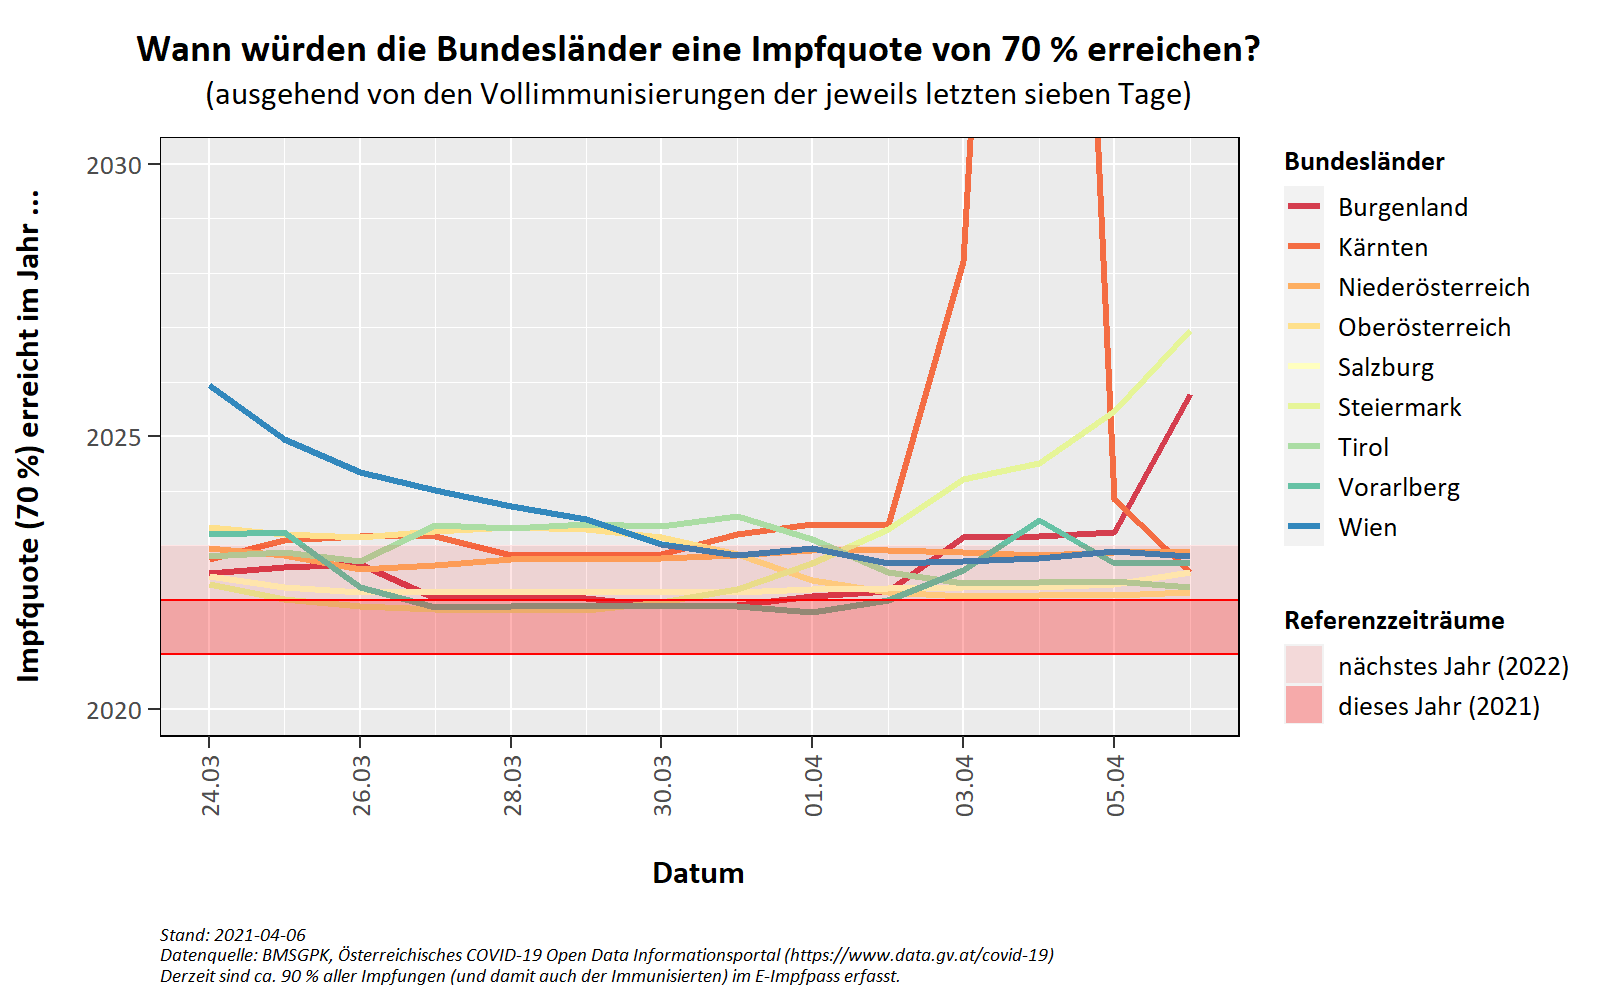 Wann würden die Bundesländer eine Impfquote von 70 % erreichen?
(ausgehend von den Vollimmunisierungen der jeweils letzten sieben Tage)
Impfquote (70 %) erreicht im Jahr ...
2030
2025
2020
24.03
26.03
28.03
30.03
01.04
03.04
05.04
Datum
Bundesländer
Burgenland
Kärnten
Niederösterreich
Oberösterreich
Salzburg
Steiermark
Tirol
Vorarlberg
Wien
Referenzzeiträume
nächstes Jahr (2022)
dieses Jahr (2021)
Stand: 2021-04-06
Datenquelle: BMSGPK, Österreichisches COVID-19 Open Data Informationsportal (https://www.data.gv.at/covid-19)
Derzeit sind ca. 90 % aller Impfungen (und damit auch der Immunisierten) im E-Impfpass erfasst.